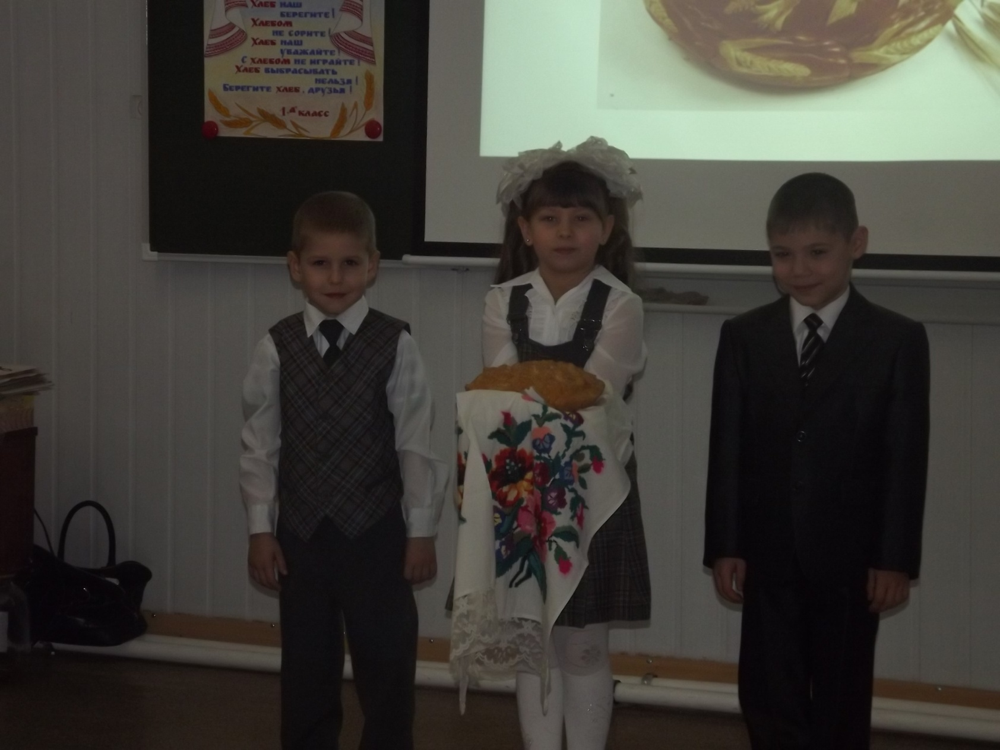 Хлеб наш
берегите!
Хлебом
не сорите!
Хлеб наш
уважайте!
С хлебом не играйте!
Хлеб выбрасывать
нельзя!
Берегите хлеб, друзья!
1 "А" класс